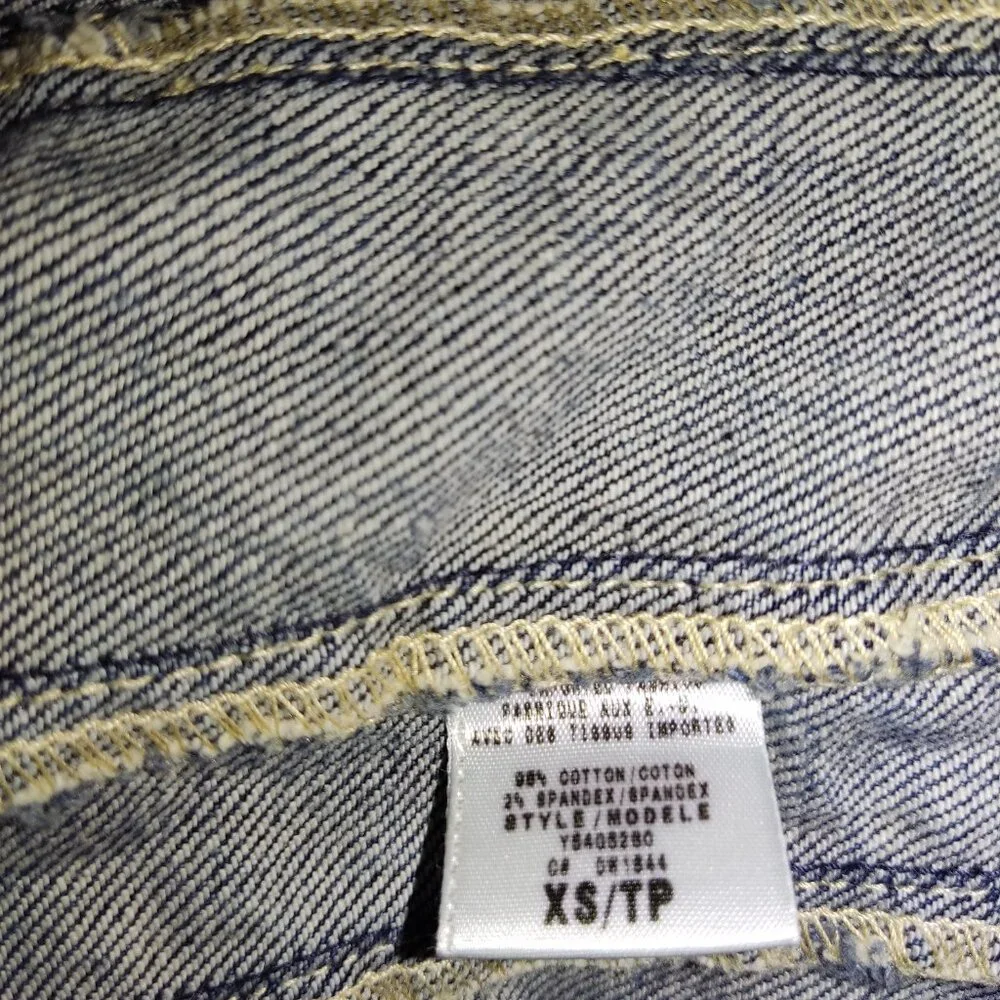 FABRIQUE AUX E.-U.
AVEC DES TISSUS IMPORTES
98% COTTON/COTON
2% SPANDEX/SPANDEX
STYLE/MODELE
XS/TP